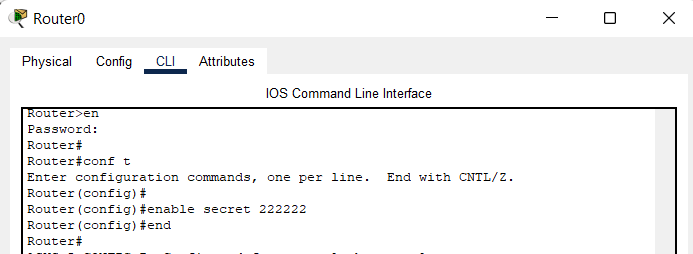 Router0
Physical Config CLI Attributes
IOS Command Line Interface
Router>en
Password:
Router#
Router#conf t
Enter configuration commands, one per line.  End with CNTL/Z.
Router(config)#
Router(config)#enable secret 222222
Router(config)#end
Router#